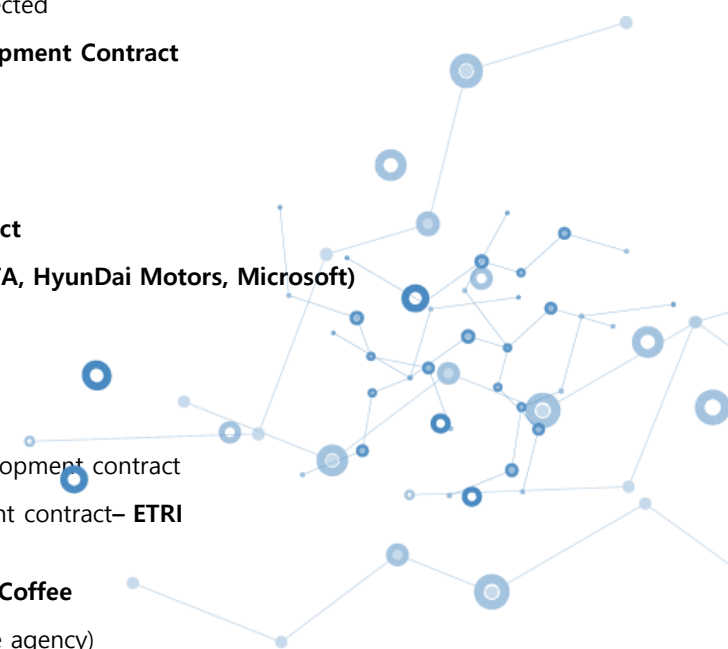 ected
pment Contract
ct
A, HyunDai Motors, Microsoft)
opment contract
nt contract– ETRI
Coffee
e agency)